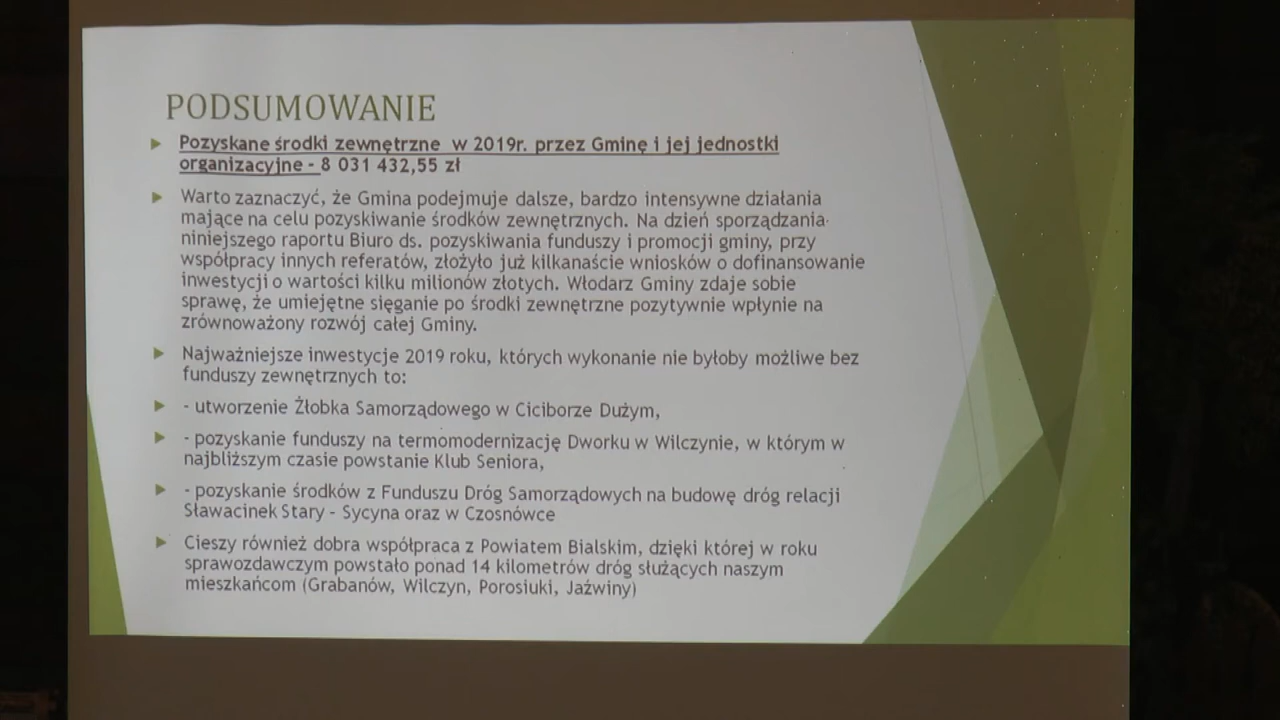 PODSUMOWANIE
Pozyskane środki zewnętrzne w 2019r. przez Gminę i jej jednostki
organizacyjne - 8 031 432,55 zł
Warto zaznaczyć, że Gmina podejmuje dalsze, bardzo intensywne działania
mające na celu pozyskiwanie środków zewnętrznych. Na dzień sporządzania
niniejszego raportu Biuro ds. pozyskiwania funduszy i promocji gminy, przy
współpracy innych referatów, złożyło już kilkanaście wniosków o dofinansowanie
inwestycji o wartości kilku milionów złotych. Włodarz Gminy zdaje sobie
sprawę, że umiejętne sięganie po środki zewnętrzne pozytywnie wpłynie na
zrównoważony rozwój całej Gminy.
Najważniejsze inwestycje 2019 roku, których wykonanie nie byłoby możliwe bez
funduszy zewnętrznych to:
- utworzenie Żłobka Samorządowego w Ciciborze Dużym,
- pozyskanie funduszy na termomodernizację Dworku w Wilczynie, w którym w
najbliższym czasie powstanie Klub Seniora,
- pozyskanie środków z Funduszu Dróg Samorządowych na budowę dróg relacji
Sławacinek Stary - Sycyna oraz w Czosnówce
Cieszy również dobra współpraca z Powiatem Bialskim, dzięki której w roku
sprawozdawczym powstało ponad 14 kilometrów dróg służących naszym
mieszkańcom (Grabanów, Wilczyn, Porosiuki, Jaźwiny)